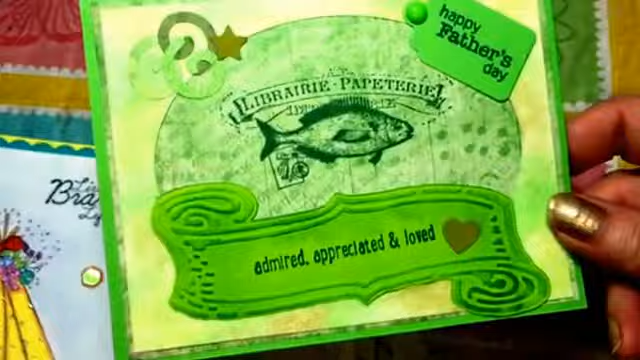 happy
Father's
day
LIBRAIRIE-PAPETERIE
admired, appreciated & loved